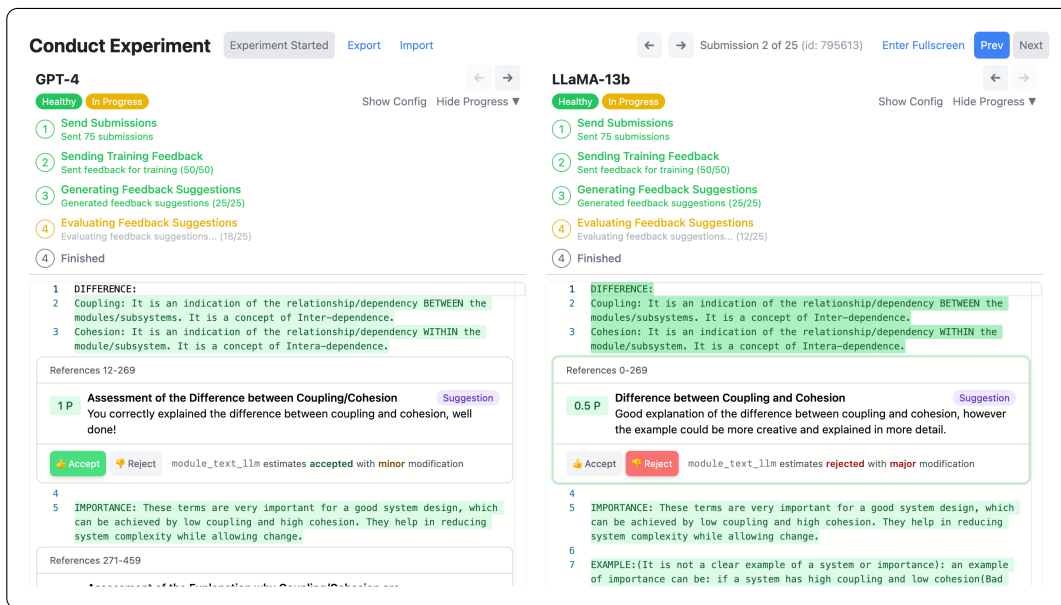 Conduct Experiment Experiment Started Export Import ← → Submission 2 of 25 (id: 795613) Enter Fullscreen Prev Next
GPT-4 ← →
Healthy In Progress Show Config Hide Progress ▼
1 Send Submissions
Sent 75 submissions
2 Sending Training Feedback
Sent feedback for training (50/50)
3 Generating Feedback Suggestions
Generated feedback suggestions (25/25)
4 Evaluating Feedback Suggestions
Evaluating feedback suggestions... (18/25)
4 Finished
1 DIFFERENCE:
2 Coupling: It is an indication of the relationship/dependency BETWEEN the
modules/subsystems. It is a concept of Inter-dependence.
3 Cohesion: It is an indication of the relationship/dependency WITHIN the
module/subsystem. It is a concept of Intera-dependence.
References 12-269
1 P Assessment of the Difference between Coupling/Cohesion Suggestion
You correctly explained the difference between coupling and cohesion, well
done!
👍 Accept 👎 Reject module_text_llm estimates accepted with minor modification
4
5 IMPORTANCE: These terms are very important for a good system design, which
can be achieved by low coupling and high cohesion. They help in reducing
system complexity while allowing change.
References 271-459
LLaMA-13b ← →
Healthy In Progress Show Config Hide Progress ▼
1 Send Submissions
Sent 75 submissions
2 Sending Training Feedback
Sent feedback for training (50/50)
3 Generating Feedback Suggestions
Generated feedback suggestions (25/25)
4 Evaluating Feedback Suggestions
Evaluating feedback suggestions... (12/25)
4 Finished
1 DIFFERENCE:
2 Coupling: It is an indication of the relationship/dependency BETWEEN the
modules/subsystems. It is a concept of Inter-dependence.
3 Cohesion: It is an indication of the relationship/dependency WITHIN the
module/subsystem. It is a concept of Intera-dependence.
References 0-269
0.5 P Difference between Coupling and Cohesion Suggestion
Good explanation of the difference between coupling and cohesion, however
the example could be more creative and explained in more detail.
👍 Accept 👎 Reject module_text_llm estimates rejected with major modification
4
5 IMPORTANCE: These terms are very important for a good system design, which
can be achieved by low coupling and high cohesion. They help in reducing
system complexity while allowing change.
6
7 EXAMPLE:(It is not a clear example of a system or importance): an example
of importance can be: if a system has high coupling and low cohesion(Bad